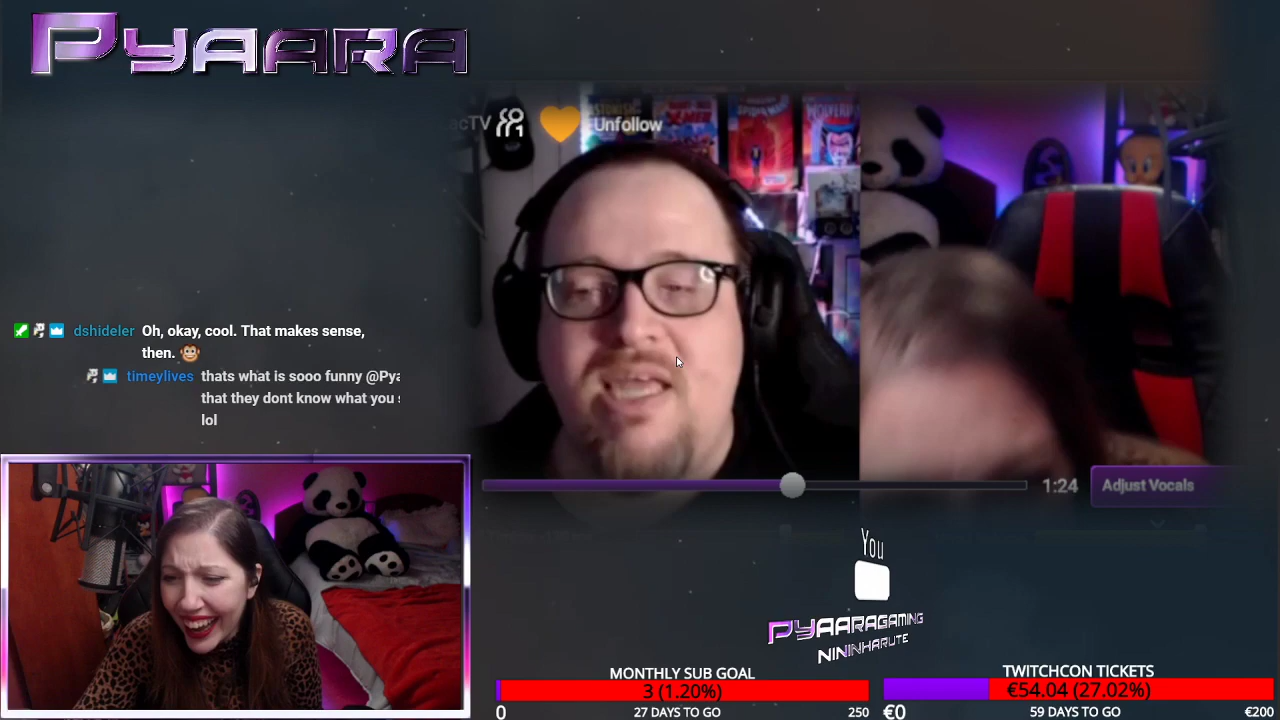 PYAARA
ecTV
Unfollow
dshideler Oh, okay, cool. That makes sense,
then.
timeylives thats what is sooo funny @Pya
that they dont know what you s
lol
1:24
Adjust Vocals
You
PYAARAGAMING
NININHARUTE
MONTHLY SUB GOAL
3 (1.20%)
0
27 DAYS TO GO
250
TWITCHCON TICKETS
€54.04 (27.02%)
€0
59 DAYS TO GO
€200